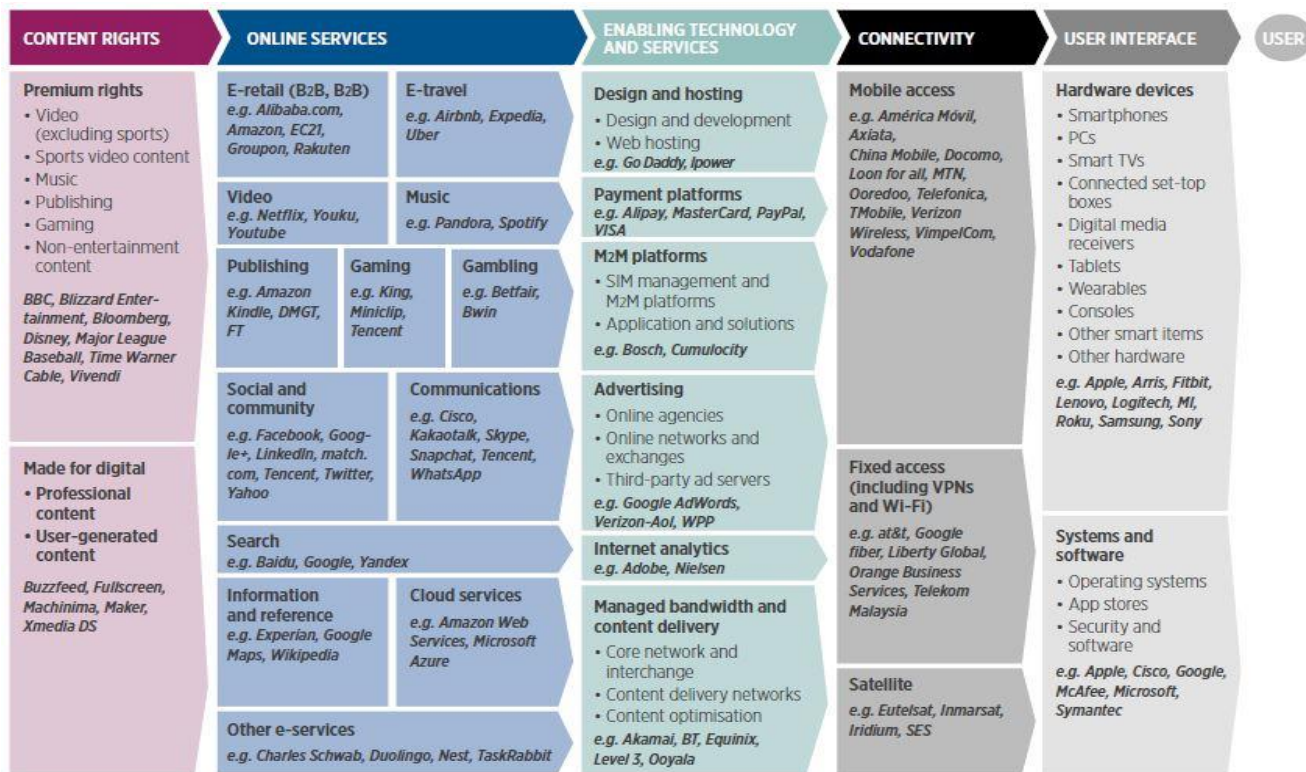 CONTENT RIGHTS
Premium rights
• Video
(excluding sports)
• Sports video content
• Music
• Publishing
• Gaming
• Non-entertainment
content
BBC, Blizzard Enter-
tainment, Bloomberg,
Disney, Major League
Baseball, Time Warner
Cable, Vivendi
Made for digital
• Professional
content
• User-generated
content
Buzzfeed, Fullscreen,
Machinima, Maker,
Xmedia DS
ONLINE SERVICES
E-retail (B2B, B2B)
e.g. Alibaba.com,
Amazon, EC21,
Groupon, Rakuten
E-travel
e.g. Airbnb, Expedia,
Uber
Video
e.g. Netflix, Youku,
Youtube
Music
e.g. Pandora, Spotify
Publishing
e.g. Amazon
Kindle, DMGT,
FT
Gaming
e.g. King,
Miniclip,
Tencent
Gambling
e.g. Betfair,
Bwin
Social and
community
e.g. Facebook, Goog-
le+, LinkedIn, match.
com, Tencent, Twitter,
Yahoo
Communications
e.g. Cisco,
Kakaotalk, Skype,
Snapchat, Tencent,
WhatsApp
Search
e.g. Baidu, Google, Yandex
Information
and reference
e.g. Experian, Google
Maps, Wikipedia
Cloud services
e.g. Amazon Web
Services, Microsoft
Azure
Other e-services
e.g. Charles Schwab, Duolingo, Nest, TaskRabbit
ENABLING TECHNOLOGY
AND SERVICES
Design and hosting
• Design and development
• Web hosting
e.g. Go Daddy, Ipower
Payment platforms
e.g. Alipay, MasterCard, PayPal,
VISA
M2M platforms
• SIM management and
M2M platforms
• Application and solutions
e.g. Bosch, Cumulocity
Advertising
• Online agencies
• Online networks and
exchanges
• Third-party ad servers
e.g. Google AdWords,
Verizon-Aol, WPP
Internet analytics
e.g. Adobe, Nielsen
Managed bandwidth and
content delivery
• Core network and
interchange
• Content delivery networks
• Content optimisation
e.g. Akamai, BT, Equinix,
Level 3, Ooyala
CONNECTIVITY
Mobile access
e.g. América Móvil,
Axiata,
China Mobile, Docomo,
Loon for all, MTN,
Ooredoo, Telefonica,
TMobile, Verizon
Wireless, VimpelCom,
Vodafone
Fixed access
(including VPNs
and Wi-Fi)
e.g. at&t, Google
fiber, Liberty Global,
Orange Business
Services, Telekom
Malaysia
Satellite
e.g. Eutelsat, Inmarsat,
Iridium, SES
USER INTERFACE
Hardware devices
• Smartphones
• PCs
• Smart TVs
• Connected set-top
boxes
• Digital media
receivers
• Tablets
• Wearables
• Consoles
• Other smart items
• Other hardware
e.g. Apple, Arris, Fitbit,
Lenovo, Logitech, MI,
Roku, Samsung, Sony
Systems and
software
• Operating systems
• App stores
• Security and
software
e.g. Apple, Cisco, Google,
McAfee, Microsoft,
Symantec
USER